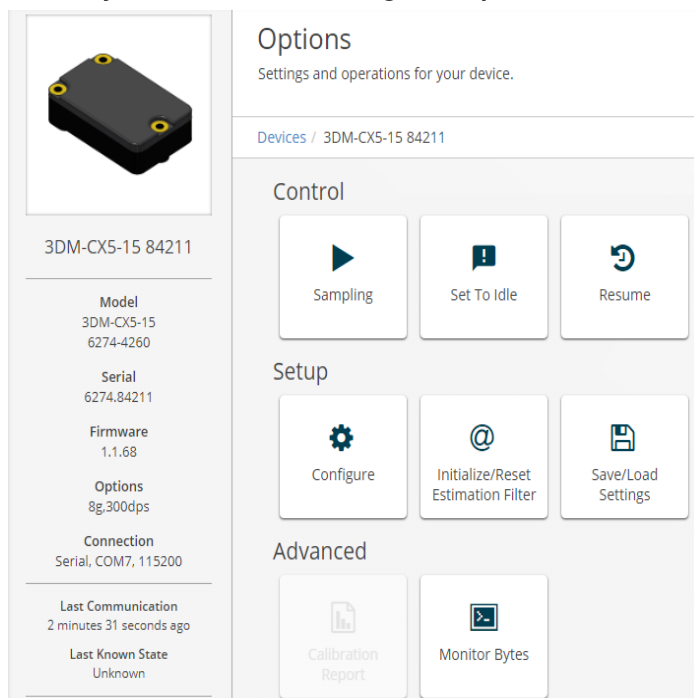 Options
Settings and operations for your device.
Devices / 3DM-CX5-15 84211
3DM-CX5-15 84211
Model
3DM-CX5-15
6274-4260
Serial
6274.84211
Firmware
1.1.68
Options
8g,300dps
Connection
Serial, COM7, 115200
Last Communication
2 minutes 31 seconds ago
Last Known State
Unknown
Control
Sampling
Set To Idle
Resume
Setup
Configure
@
Initialize/Reset
Estimation Filter
Save/Load
Settings
Advanced
Calibration
Report
Monitor Bytes